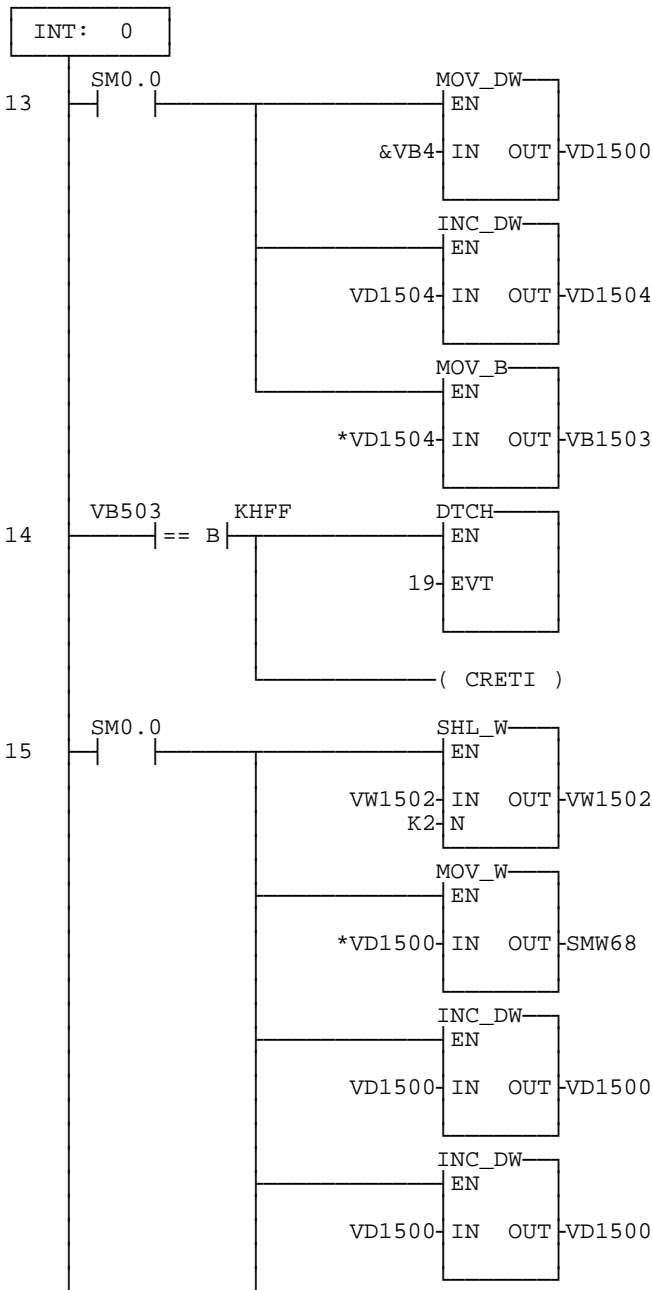 INT: 0
SM0.0 MOV_DW
13 EN
&VB4 IN OUT VD1500
INC_DW
EN
VD1504 IN OUT VD1504
MOV_B
EN
*VD1504 IN OUT VB1503
VB503 KHFF DTCH
14 == B EN
19 EVT
( CRETI )
SM0.0 SHL_W
15 EN
VW1502 IN OUT VW1502
K2 N
MOV_W
EN
*VD1500 IN OUT SMW68
INC_DW
EN
VD1500 IN OUT VD1500
INC_DW
EN
VD1500 IN OUT VD1500